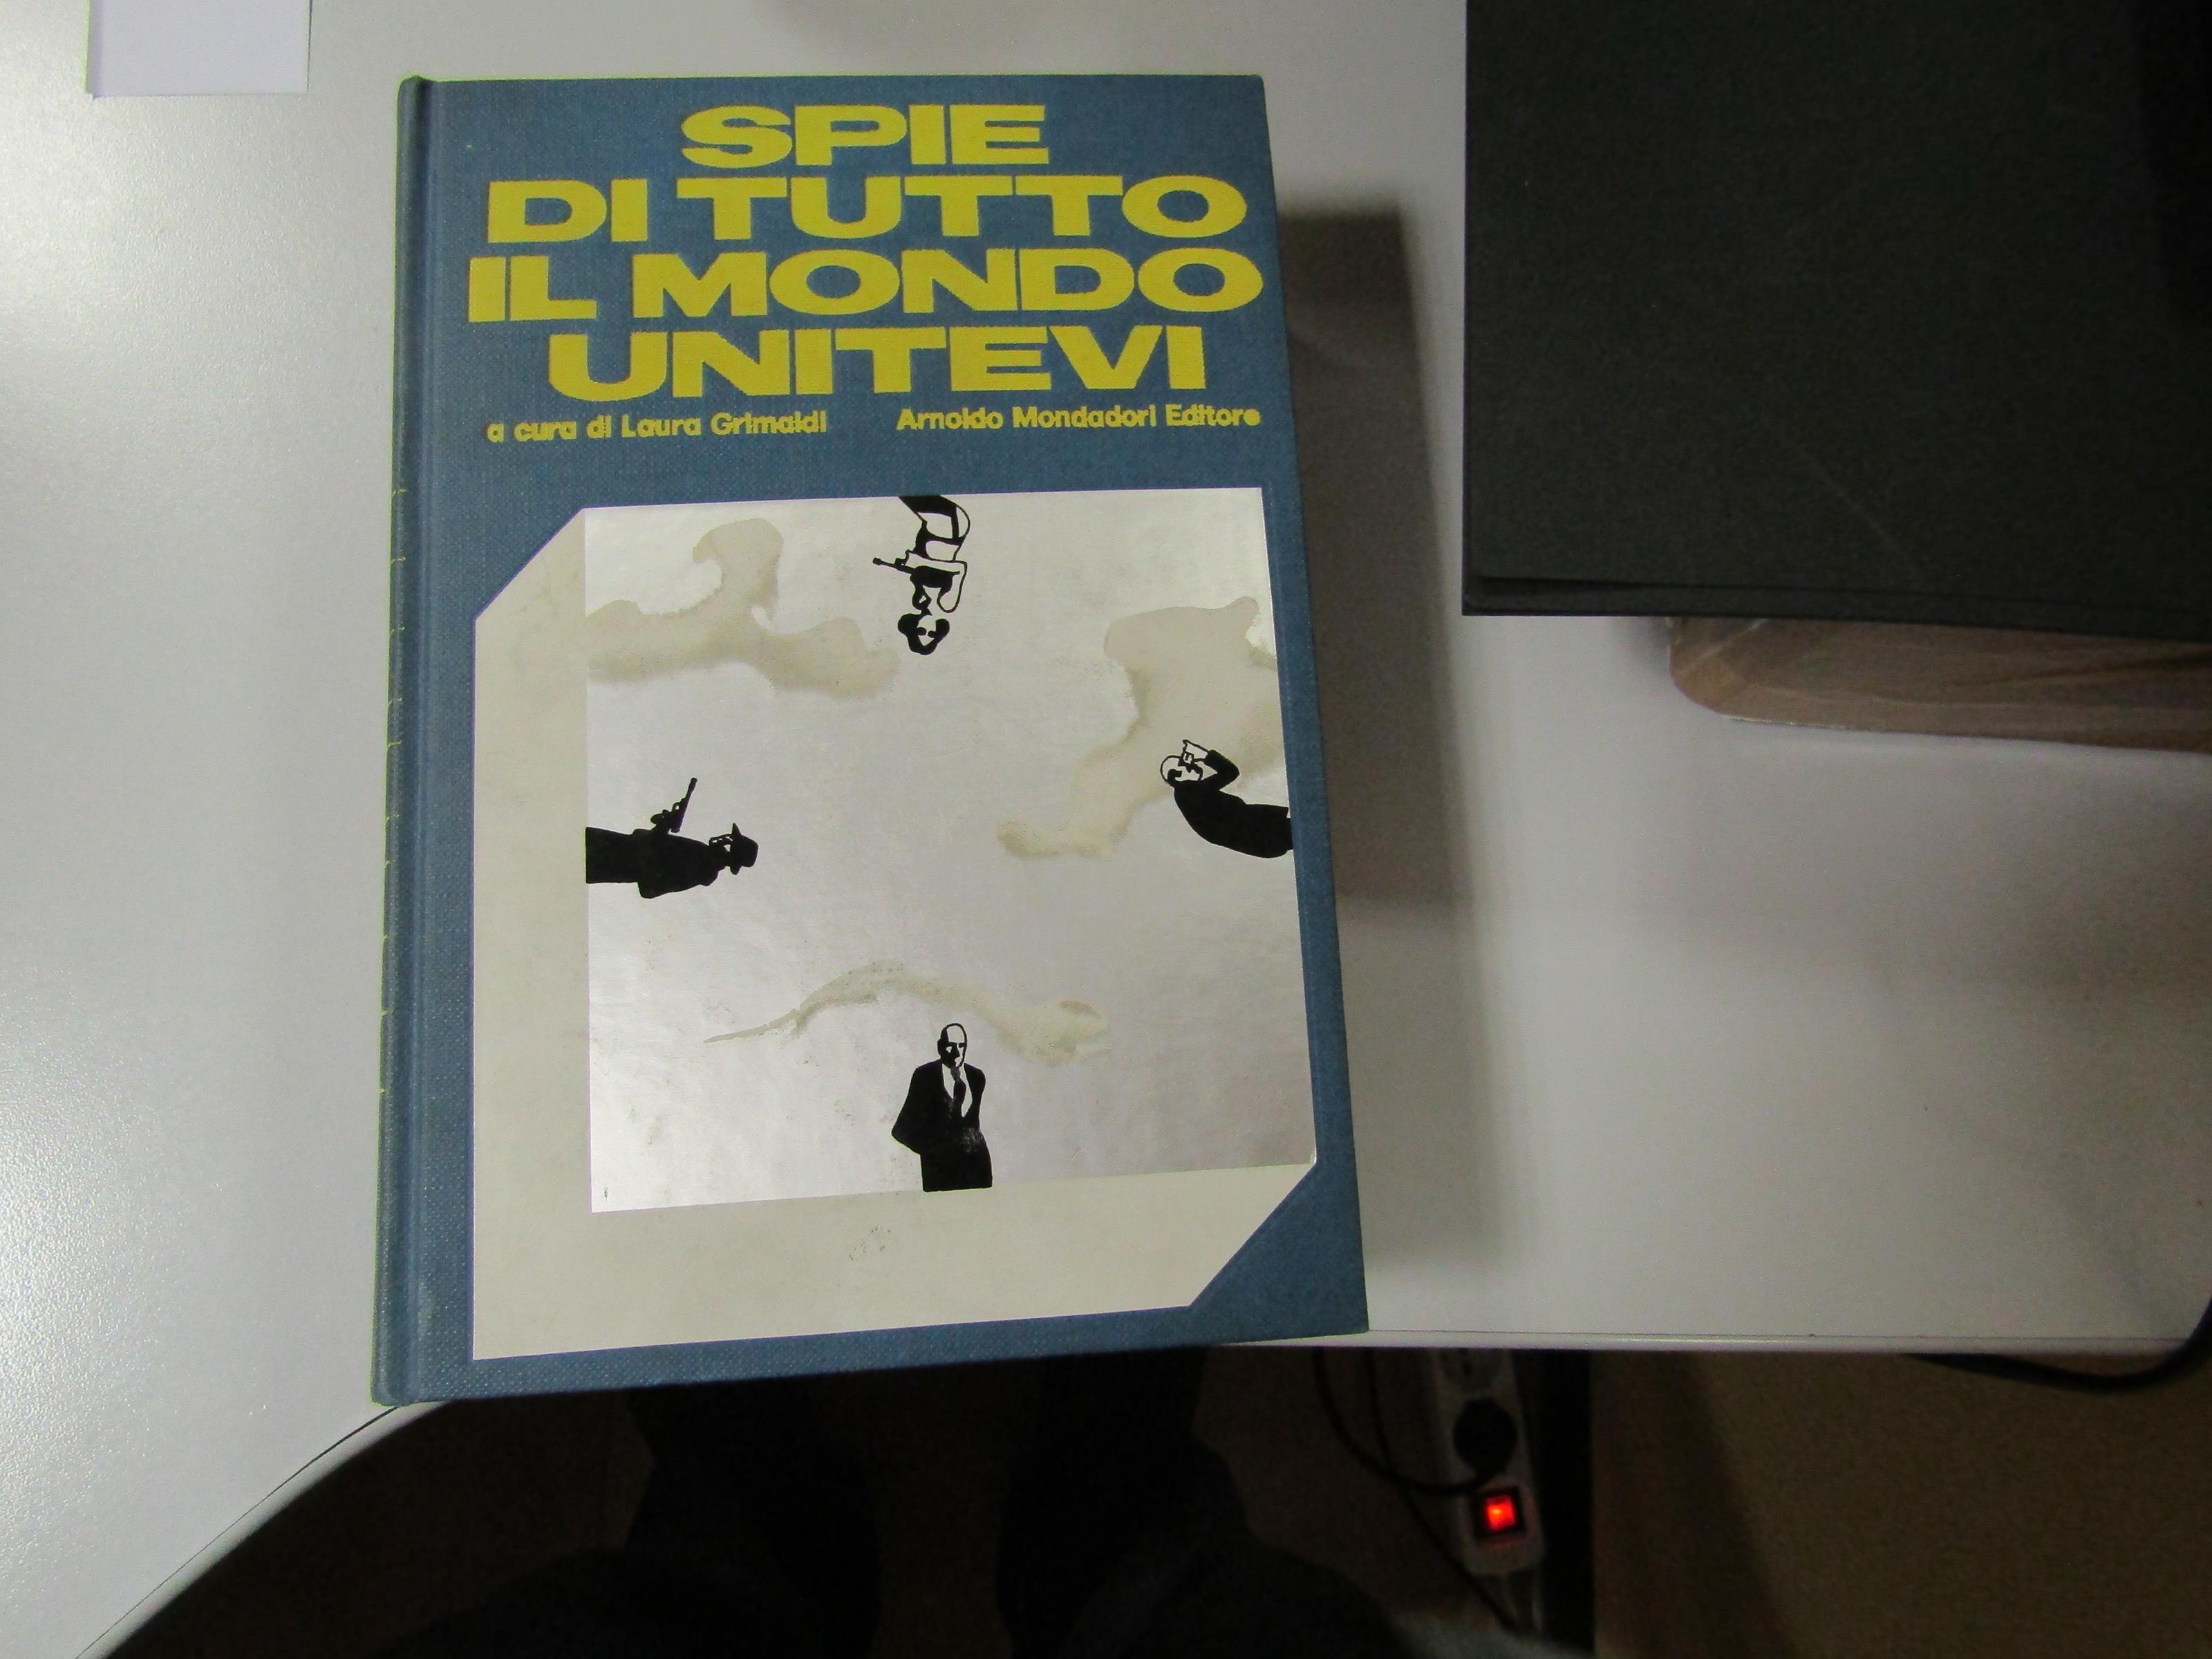 SPIE
DI TUTTO
IL MONDO
UNITEVI
a cura di Laura Grimaldi Arnoldo Mondadori Editore